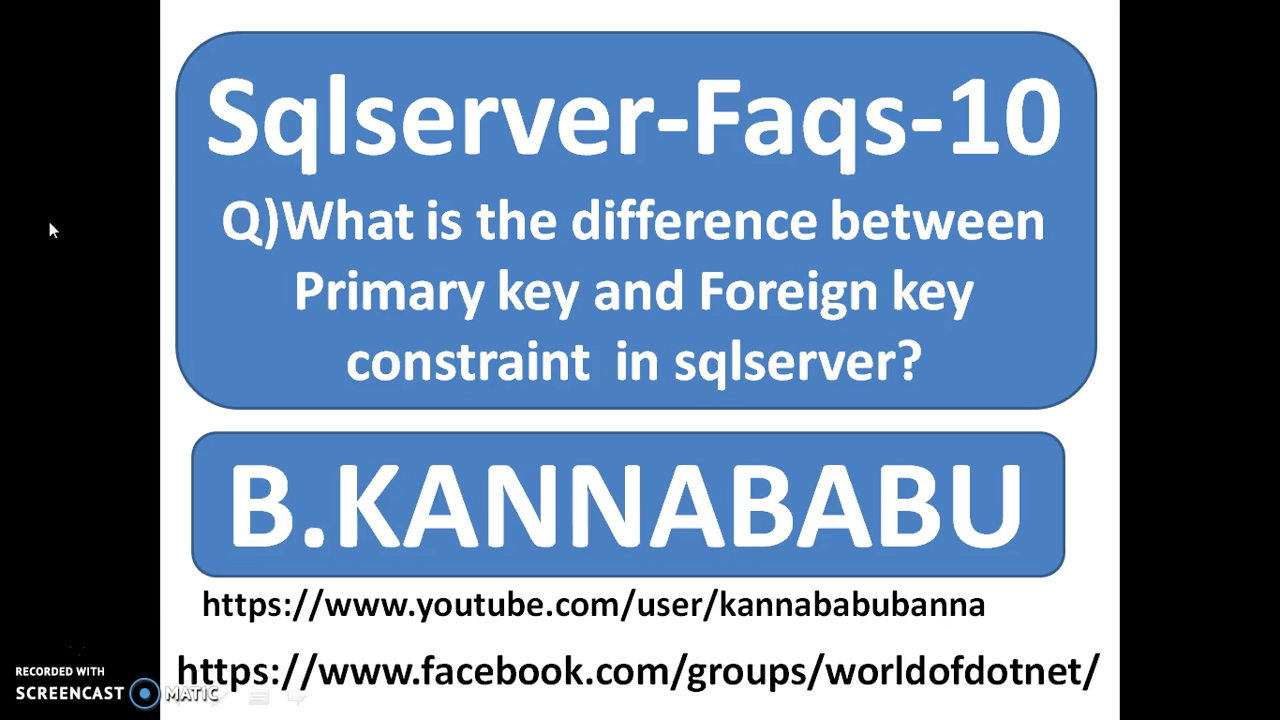 Sqlserver-Faqs-10
Q)What is the difference between
Primary key and Foreign key
constraint in sqlserver?
B.KANNABABU
https://www.youtube.com/user/kannababubanna
https://www.facebook.com/groups/worldofdotnet/
RECORDED WITH
SCREENCAST MATIC